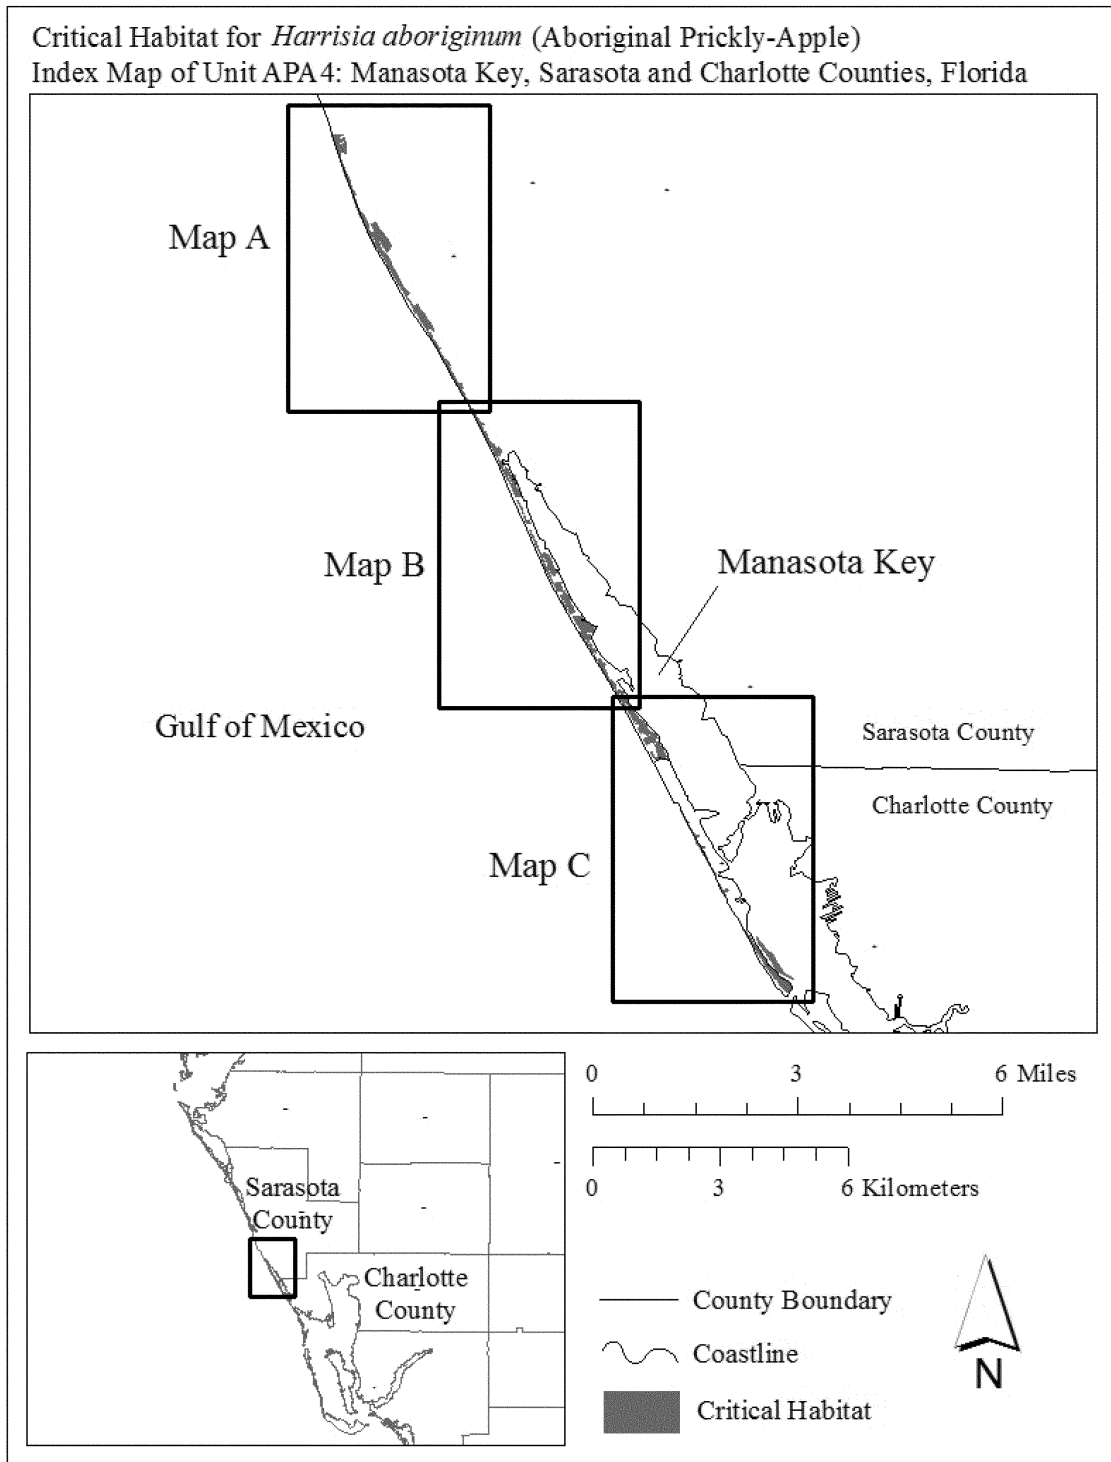 Critical Habitat for Harrisia aboriginum (Aboriginal Prickly-Apple)
Index Map of Unit APA4: Manasota Key, Sarasota and Charlotte Counties, Florida
Map A
Map B
Manasota Key
Gulf of Mexico
Sarasota County
Charlotte County
Map C
0 3 6 Miles
0 3 6 Kilometers
Sarasota
County
Charlotte
County
County Boundary
Coastline
Critical Habitat
N